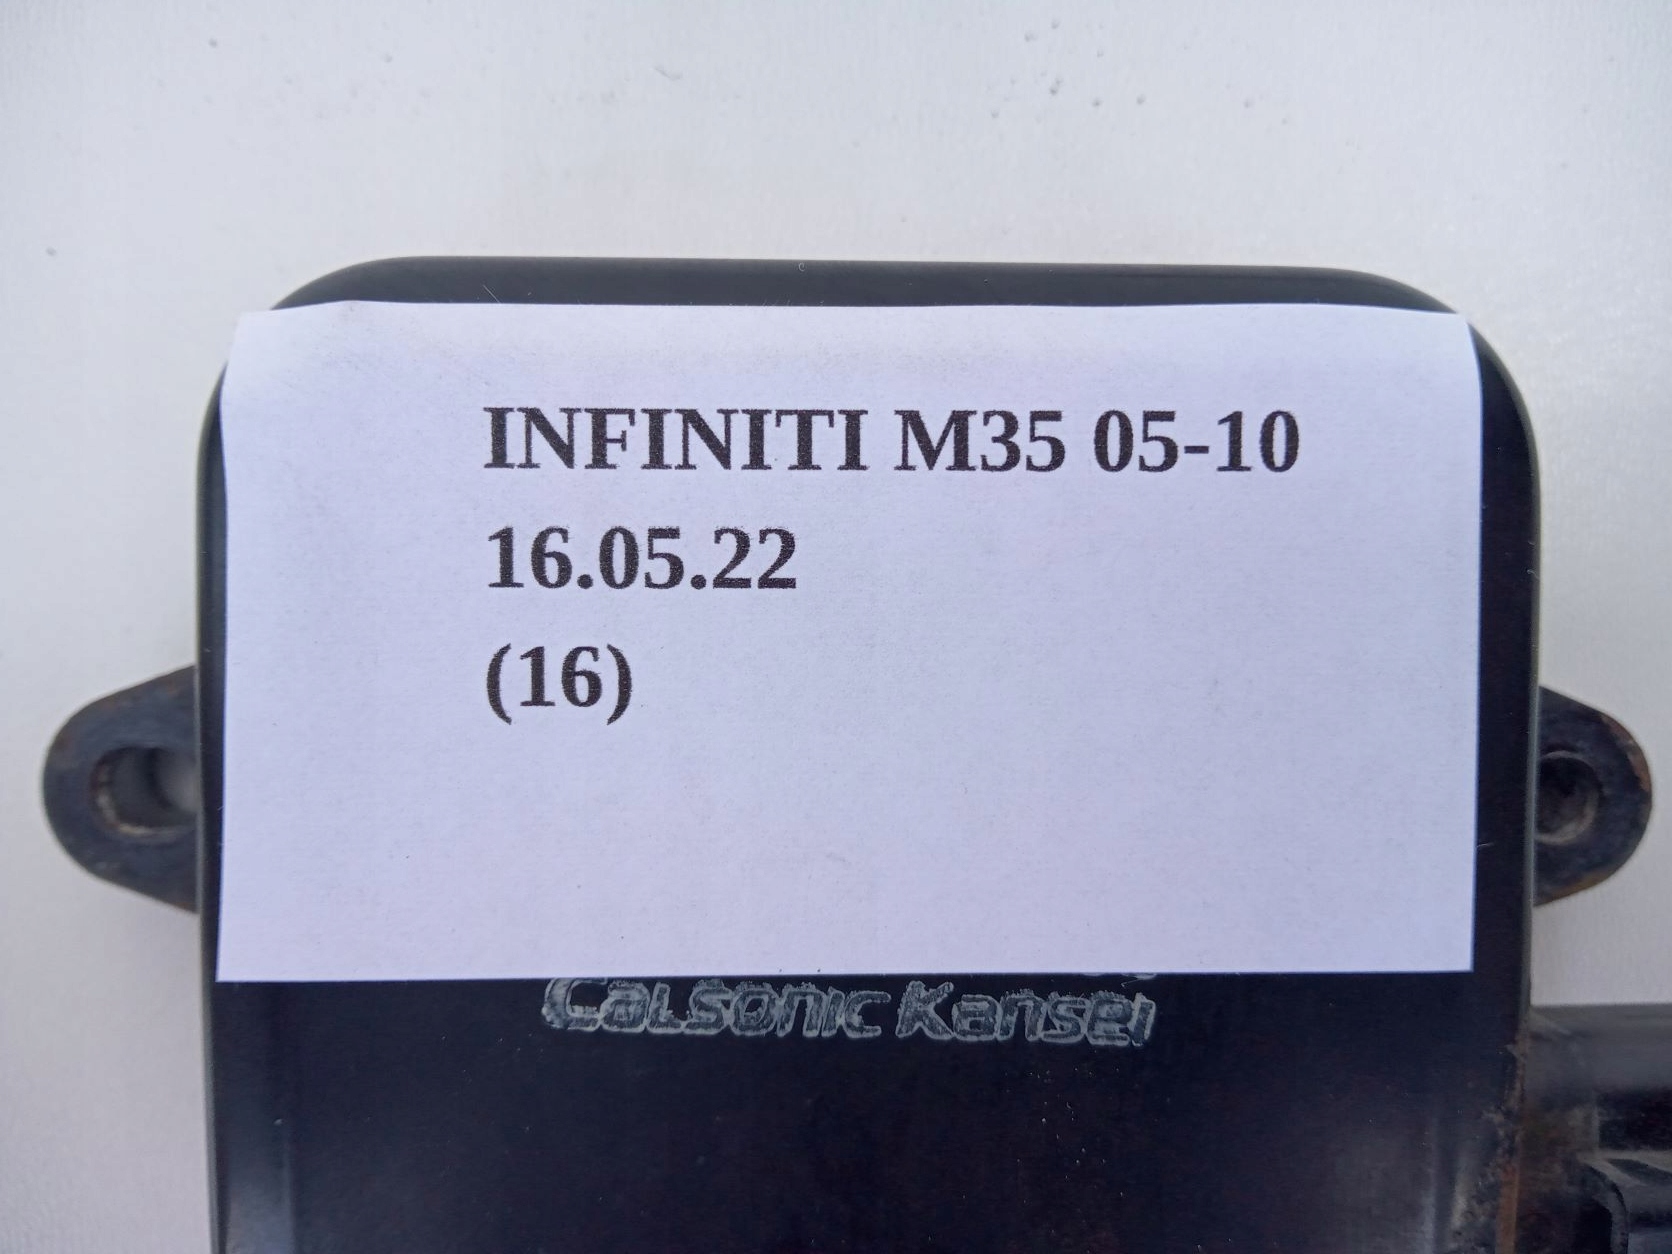 INFINITI M35 05-10
16.05.22
(16)
Calsonic Kansei